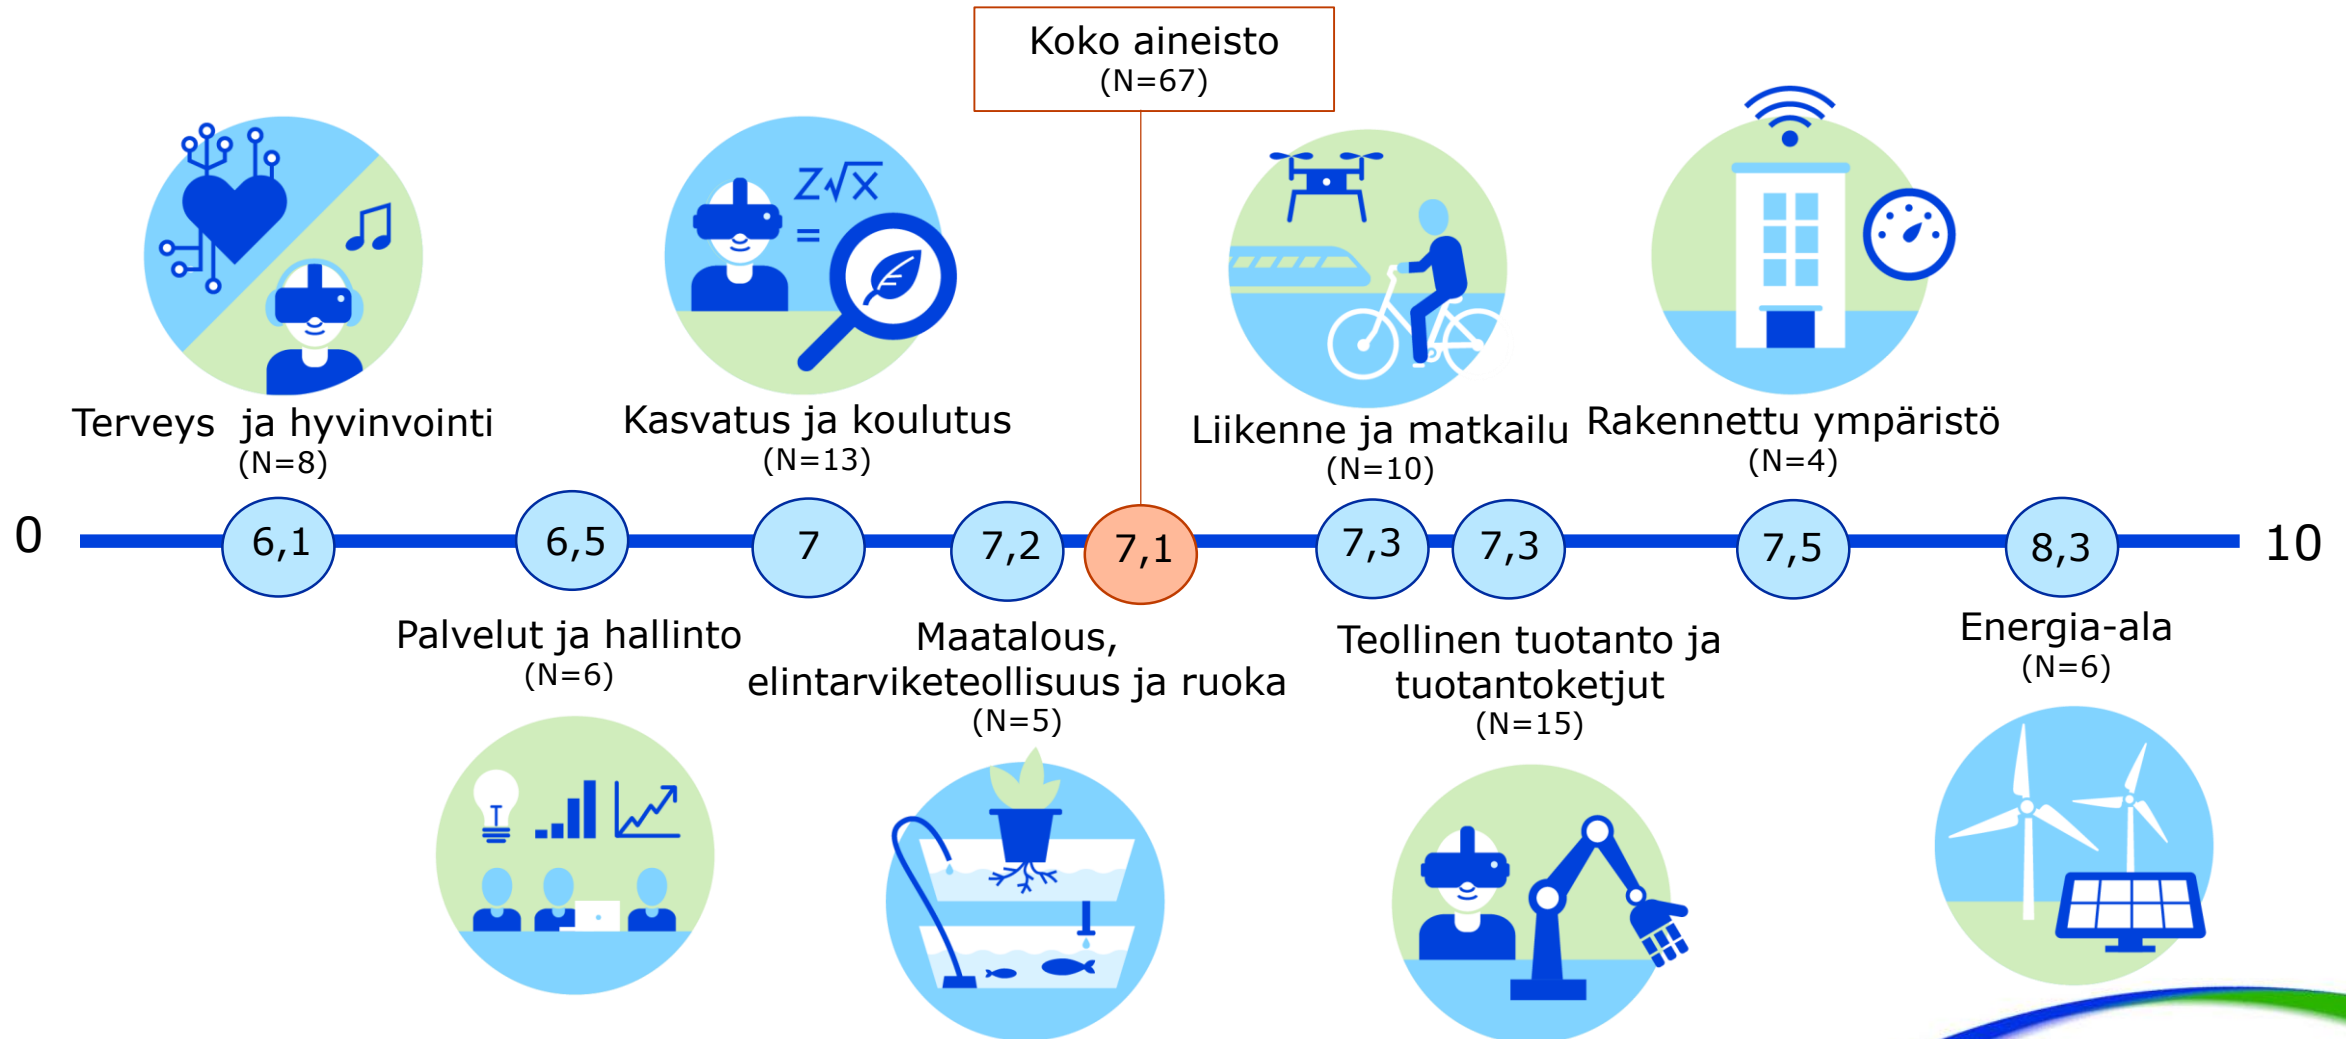 Koko aineisto
(N=67)
Z√x
=
Terveys  ja hyvinvointi
(N=8)
Kasvatus ja koulutus
(N=13)
Liikenne ja matkailu
(N=10)
Rakennettu ympäristö
(N=4)
0 6,1 6,5 7 7,2 7,1 7,3 7,3 7,5 8,3 10
Palvelut ja hallinto
(N=6)
Maatalous,
elintarviketeollisuus ja ruoka
(N=5)
Teollinen tuotanto ja
tuotantoketjut
(N=15)
Energia-ala
(N=6)